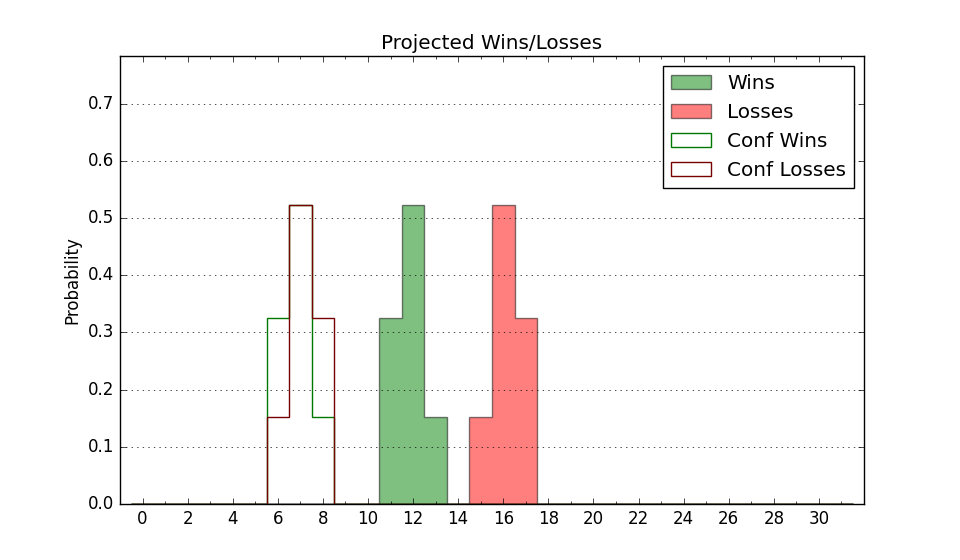 Projected Wins/Losses
Wins
Losses
Conf Wins
Conf Losses
Probability
0.7
0.6
0.5
0.4
0.3
0.2
0.1
0.0
0 2 4 6 8 10 12 14 16 18 20 22 24 26 28 30